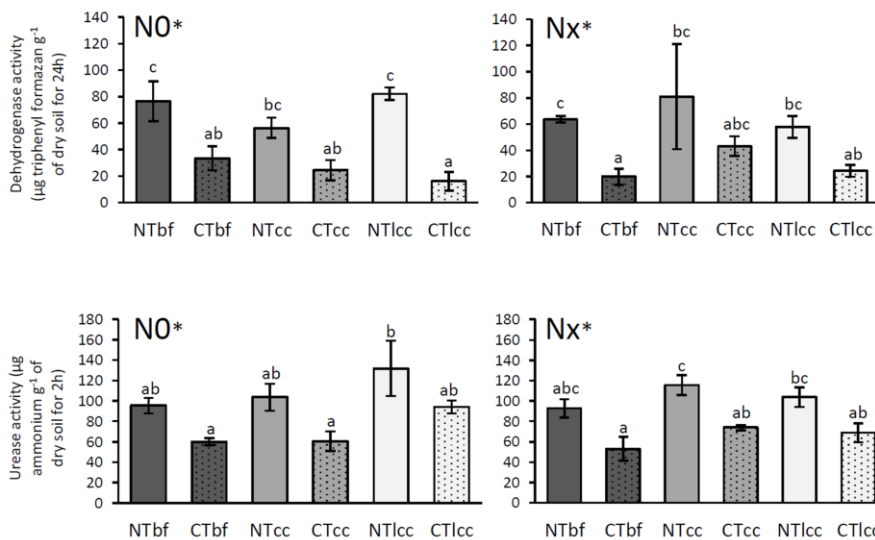 Dehydrogenase activity
(µg triphenyl formazan g⁻¹
of dry soil for 24h)
N0*
140
120
100
80
60
40
20
0
c
ab
bc
ab
c
a
NTbf CTbf NTcc CTcc NTlcc CTlcc
Nx*
140
120
100
80
60
40
20
0
c
a
bc
abc
bc
ab
NTbf CTbf NTcc CTcc NTlcc CTlcc
Urease activity (µg
ammonium g⁻¹ of
dry soil for 2h)
N0*
180
160
140
120
100
80
60
40
20
0
ab
a
ab
a
b
ab
NTbf CTbf NTcc CTcc NTlcc CTlcc
Nx*
180
160
140
120
100
80
60
40
20
0
abc
a
c
ab
bc
ab
NTbf CTbf NTcc CTcc NTlcc CTlcc